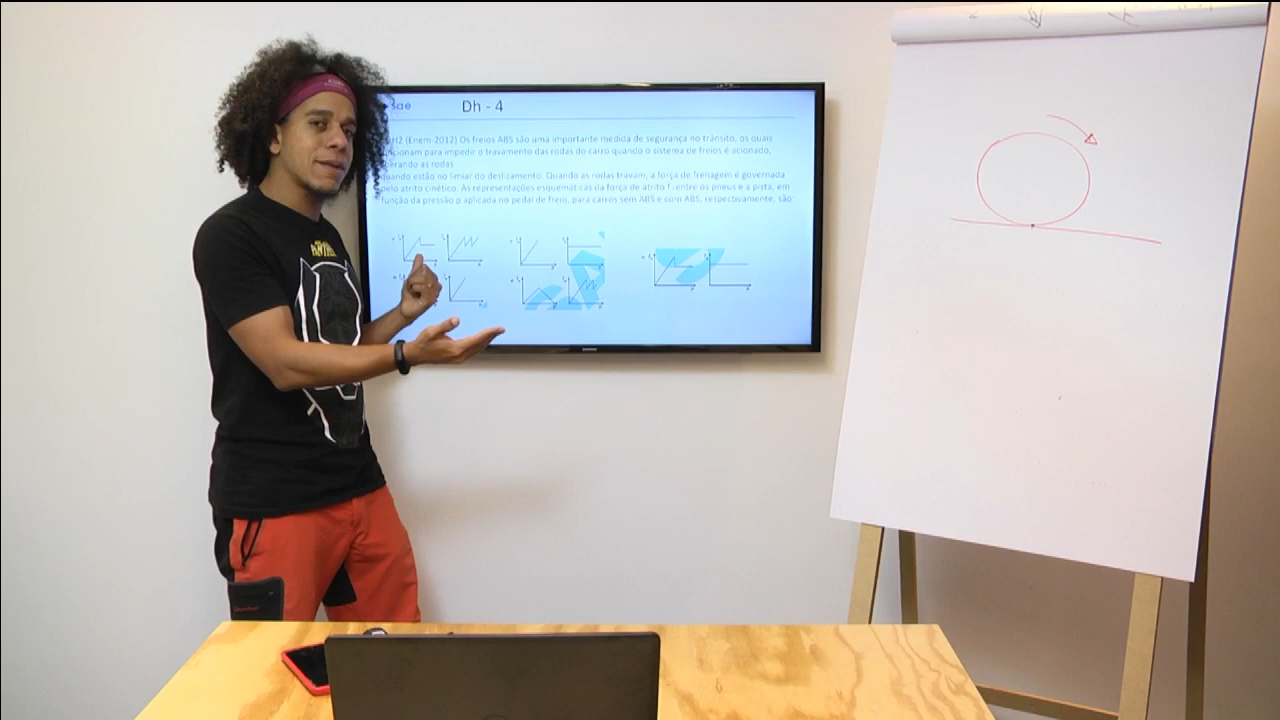 sae
Dh - 4
H2 (Enem-2012) Os freios ABS são uma importante medida de segurança no trânsito, os quais
funcionam para impedir o travamento das rodas do carro quando o sistema de freios é acionado,
liberando as rodas
quando estão no limiar do deslizamento. Quando as rodas travam, a força de frenagem é governada
pelo atrito cinético. As representações esquemáticas da força de atrito f entre os pneus e a pista, em
função da pressão p aplicada no pedal de freio, para carros sem ABS e com ABS, respectivamente, são: